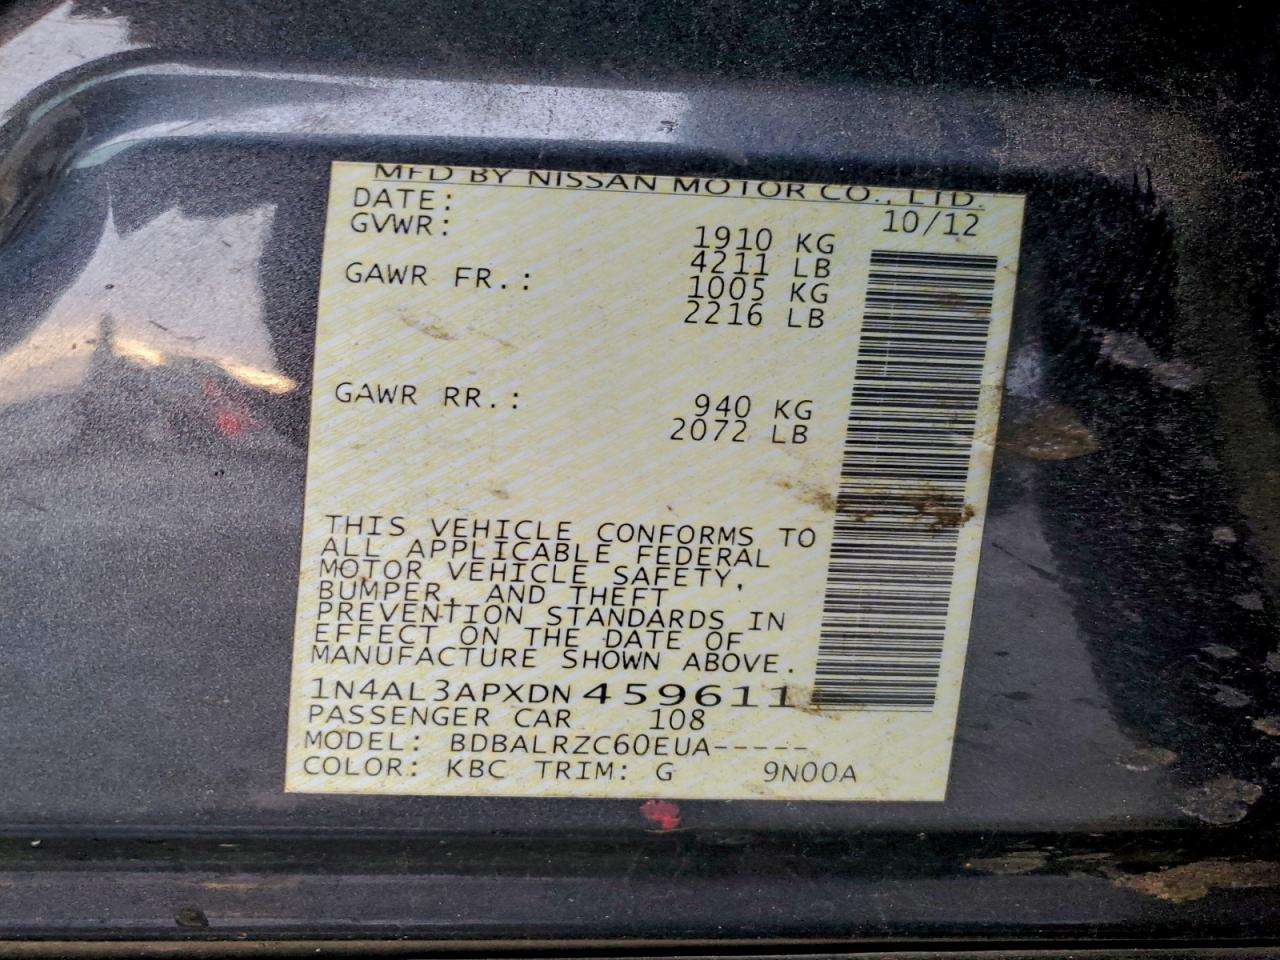 MFD BY NISSAN MOTOR CO., LTD.
DATE: 10/12
GVWR: 1910 KG
4211 LB
GAWR FR.: 1005 KG
2216 LB
GAWR RR.: 940 KG
2072 LB
THIS VEHICLE CONFORMS TO
ALL APPLICABLE FEDERAL
MOTOR VEHICLE SAFETY,
BUMPER, AND THEFT
PREVENTION STANDARDS IN
EFFECT ON THE DATE OF
MANUFACTURE SHOWN ABOVE.
1N4AL3APXDN459611
PASSENGER CAR 108
MODEL: BDBALRZC60EUA-----
COLOR: KBC TRIM: G 9N00A